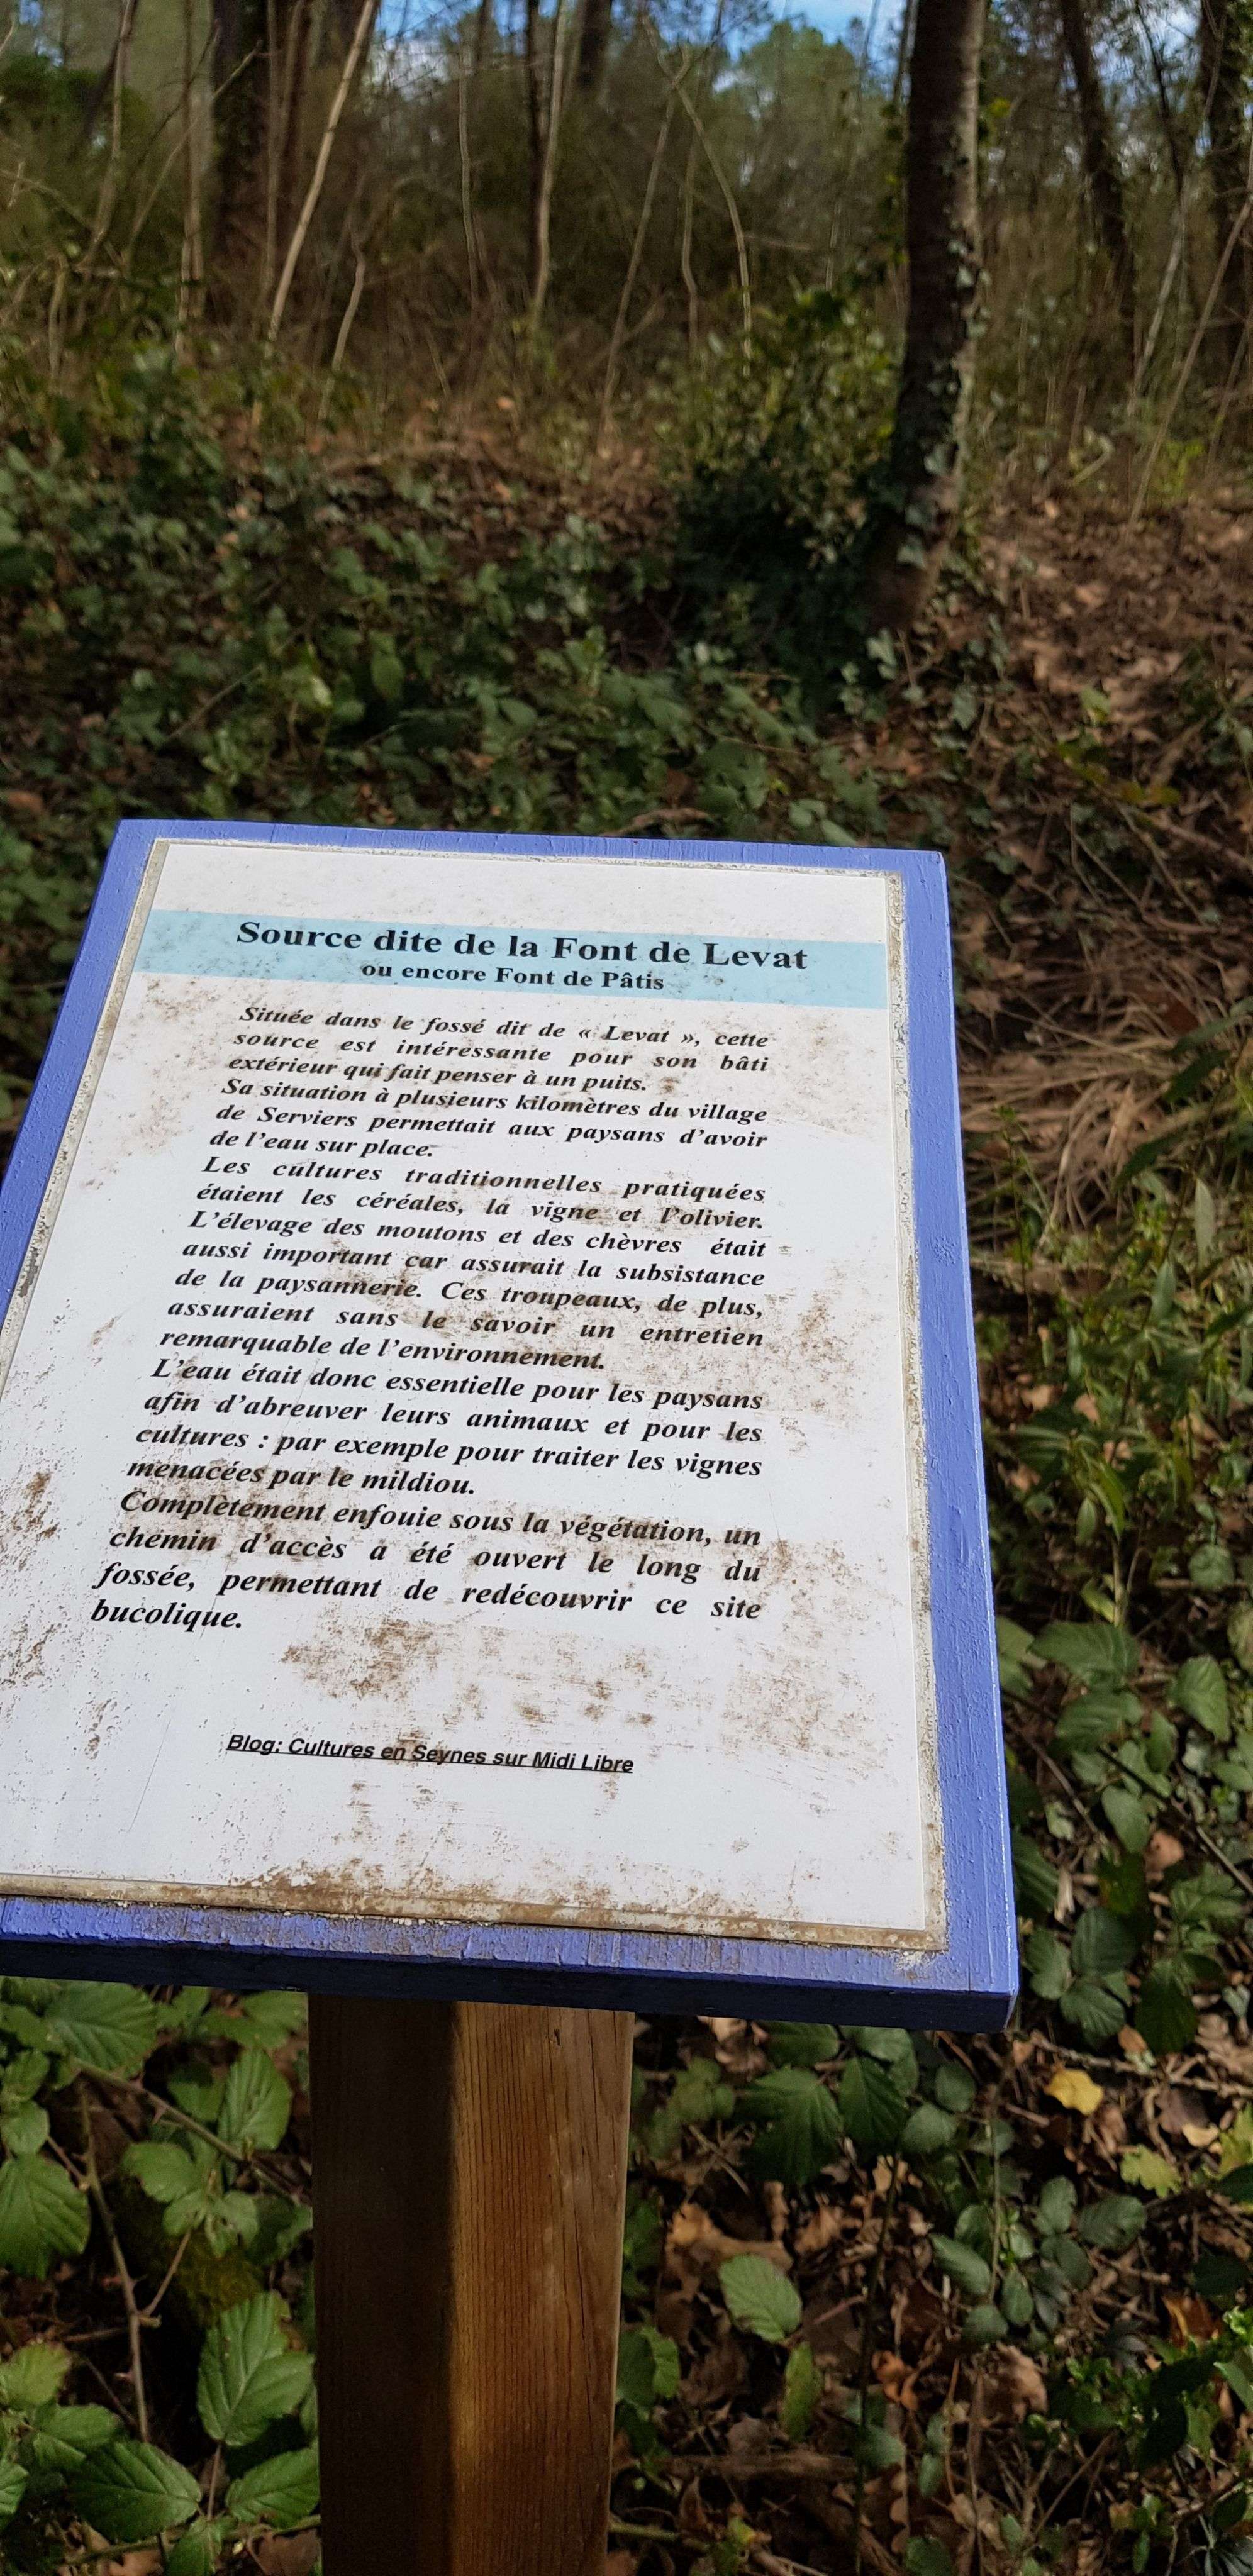 Source dite de la Font de Levat
ou encore Font de Pâtis
Située dans le fossé dit de « Levat », cette
source est intéressante pour son bâti
extérieur qui fait penser à un puits.
Sa situation à plusieurs kilomètres du village
de Serviers permettait aux paysans d'avoir
de l'eau sur place.
Les cultures traditionnelles pratiquées
étaient les céréales, la vigne et l'olivier.
L'élevage des moutons et des chèvres était
aussi important car assurait la subsistance
de la paysannerie. Ces troupeaux, de plus,
assuraient sans le savoir un entretien
remarquable de l'environnement.
L'eau était donc essentielle pour les paysans
afin d'abreuver leurs animaux et pour les
cultures : par exemple pour traiter les vignes
menacées par le mildiou.
Complètement enfouie sous la végétation, un
chemin d'accès a été ouvert le long du
fossée, permettant de redécouvrir ce site
bucolique.
Blog: Cultures en Seynes sur Midi Libre